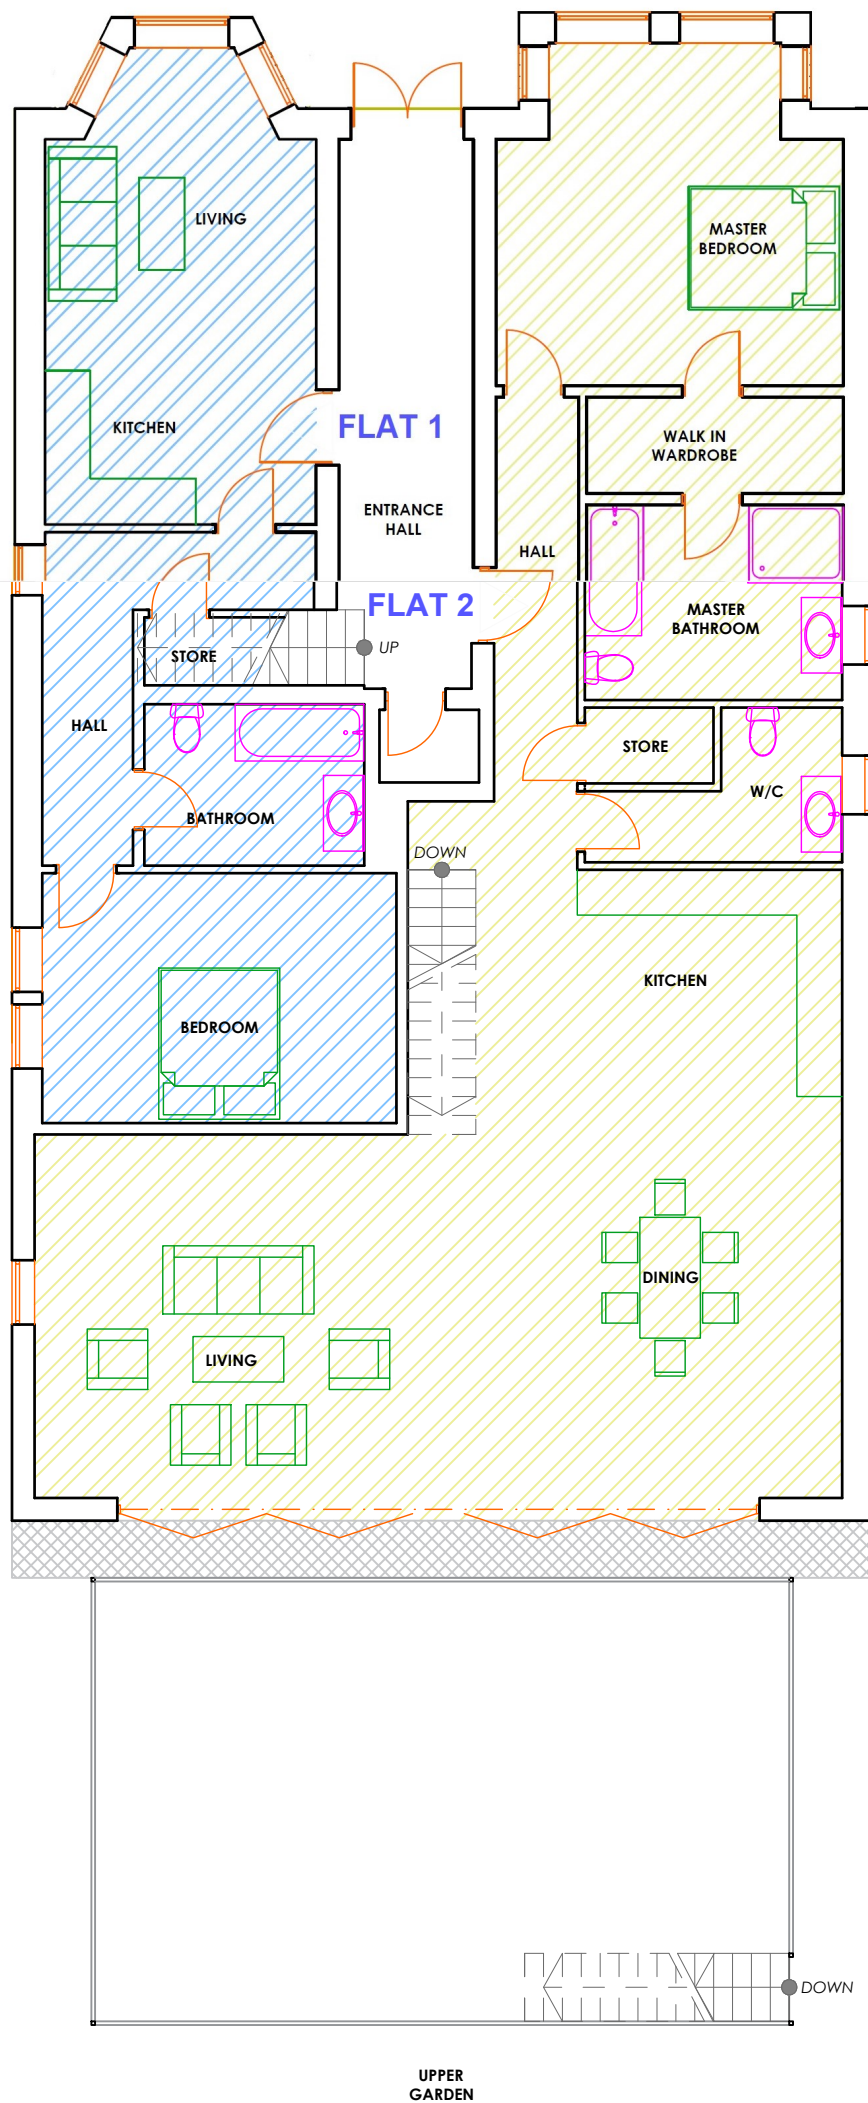 LIVING
MASTER
BEDROOM
KITCHEN
FLAT 1
WALK IN
WARDROBE
ENTRANCE
HALL
HALL
FLAT 2
MASTER
BATHROOM
UP
STORE
HALL
STORE
W/C
BATHROOM
DOWN
KITCHEN
BEDROOM
DINING
LIVING
DOWN
UPPER
GARDEN